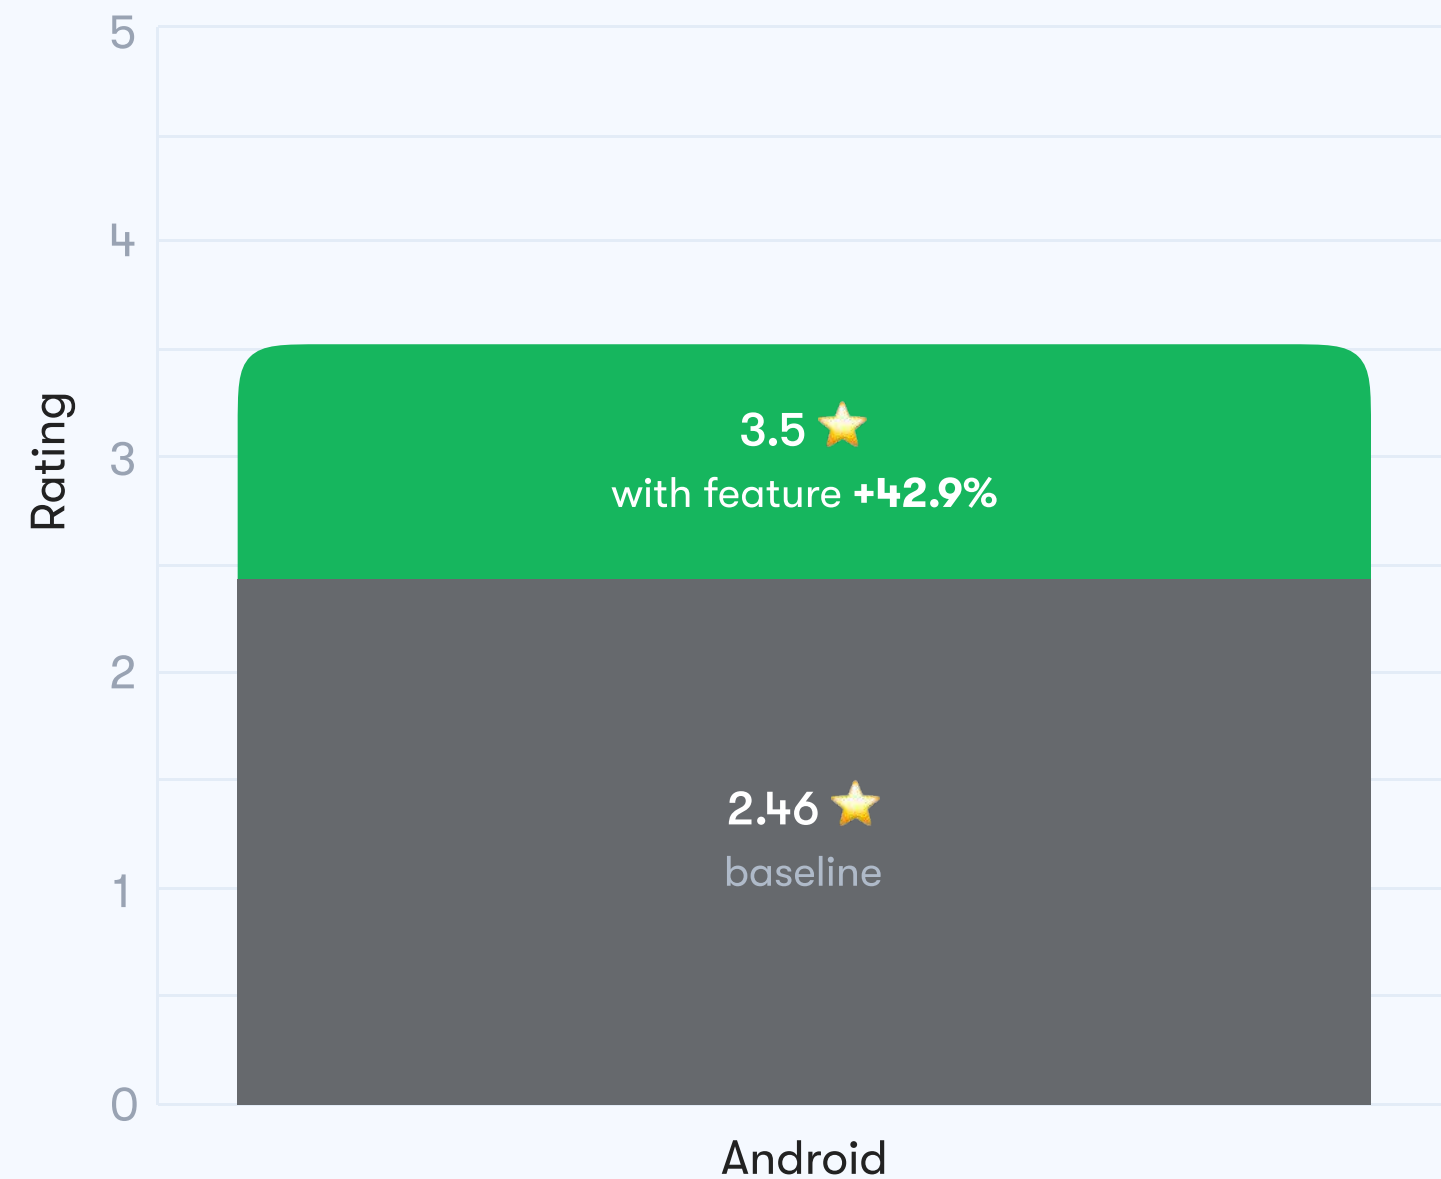 5
4
3
2
1
0
Rating
3.5 ⭐
with feature +42.9%
2.46 ⭐
baseline
Android